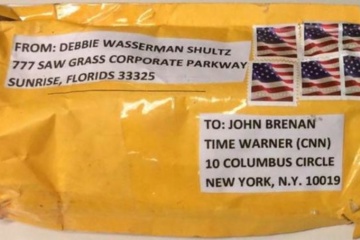 FROM: DEBBIE WASSERMAN SHULTZ
777 SAW GRASS CORPORATE PARKWAY
SUNRISE, FLORIDS 33325
TO: JOHN BRENAN
TIME WARNER (CNN)
10 COLUMBUS CIRCLE
NEW YORK, N.Y. 10019